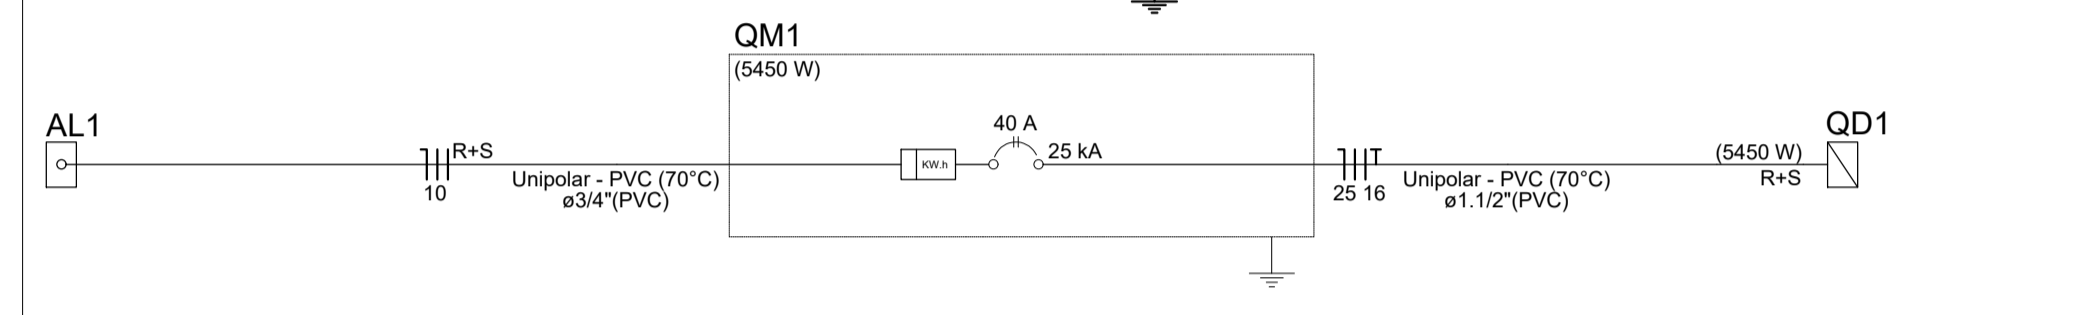 QM1
(5450 W)
AL1
R+S
10
Unipolar - PVC (70°C)
ø3/4"(PVC)
KW.h
40 A
25 kA
25 16
T
Unipolar - PVC (70°C)
ø1.1/2"(PVC)
(5450 W)
R+S
QD1